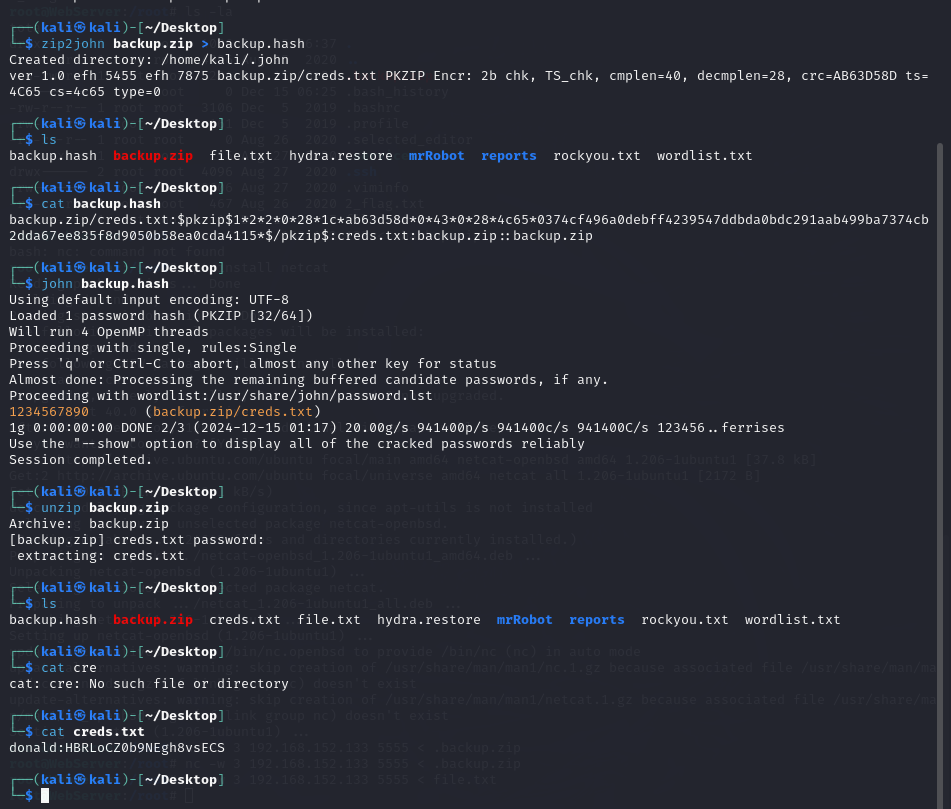 ┌──(kali㉿kali)-[~/Desktop]
└─$ zip2john backup.zip > backup.hash
Created directory: /home/kali/.john
ver 1.0 efh 5455 efh 7875 backup.zip/creds.txt PKZIP Encr: 2b chk, TS_chk, cmplen=40, decmplen=28, crc=AB63D58D ts=
4C65 cs=4c65 type=0
┌──(kali㉿kali)-[~/Desktop]
└─$ ls
backup.hash backup.zip file.txt hydra.restore mrRobot reports rockyou.txt wordlist.txt
┌──(kali㉿kali)-[~/Desktop]
└─$ cat backup.hash
backup.zip/creds.txt:$pkzip$1*2*2*0*28*1c*ab63d58d*0*43*0*28*4c65*0374cf496a0debff4239547ddbda0bdc291aab499ba7374cb
2dda67ee835f8d9050b58ea0cda4115*$/pkzip$:creds.txt:backup.zip::backup.zip
┌──(kali㉿kali)-[~/Desktop]
└─$ john backup.hash
Using default input encoding: UTF-8
Loaded 1 password hash (PKZIP [32/64])
Will run 4 OpenMP threads
Proceeding with single, rules:Single
Press 'q' or Ctrl-C to abort, almost any other key for status
Almost done: Processing the remaining buffered candidate passwords, if any.
Proceeding with wordlist:/usr/share/john/password.lst
1234567890 (backup.zip/creds.txt)
1g 0:00:00:00 DONE 2/3 (2024-12-15 01:17) 20.00g/s 941400p/s 941400c/s 941400C/s 123456..ferrises
Use the "--show" option to display all of the cracked passwords reliably
Session completed.
┌──(kali㉿kali)-[~/Desktop]
└─$ unzip backup.zip
Archive: backup.zip
[backup.zip] creds.txt password:
extracting: creds.txt
┌──(kali㉿kali)-[~/Desktop]
└─$ ls
backup.hash backup.zip creds.txt file.txt hydra.restore mrRobot reports rockyou.txt wordlist.txt
┌──(kali㉿kali)-[~/Desktop]
└─$ cat cre
cat: cre: No such file or directory
┌──(kali㉿kali)-[~/Desktop]
└─$ cat creds.txt
donald:HBRLoCZ0b9NEgh8vsECS
┌──(kali㉿kali)-[~/Desktop]
└─$